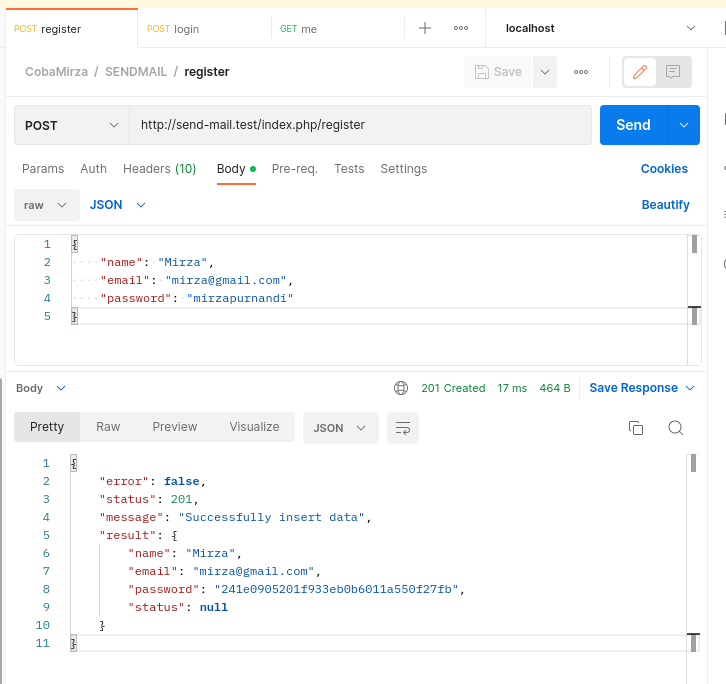 POST register POST login GET me localhost
CobaMirza / SENDMAIL / register Save
POST http://send-mail.test/index.php/register Send
Params Auth Headers (10) Body Pre-req. Tests Settings Cookies
raw JSON Beautify
1 {
2 "name": "Mirza",
3 "email": "mirza@gmail.com",
4 "password": "mirzapurnandi"
5 }
Body 201 Created 17 ms 464 B Save Response
Pretty Raw Preview Visualize JSON
1 {
2 "error": false,
3 "status": 201,
4 "message": "Successfully insert data",
5 "result": {
6 "name": "Mirza",
7 "email": "mirza@gmail.com",
8 "password": "241e0905201f933eb0b6011a550f27fb",
9 "status": null
10 }
11 }